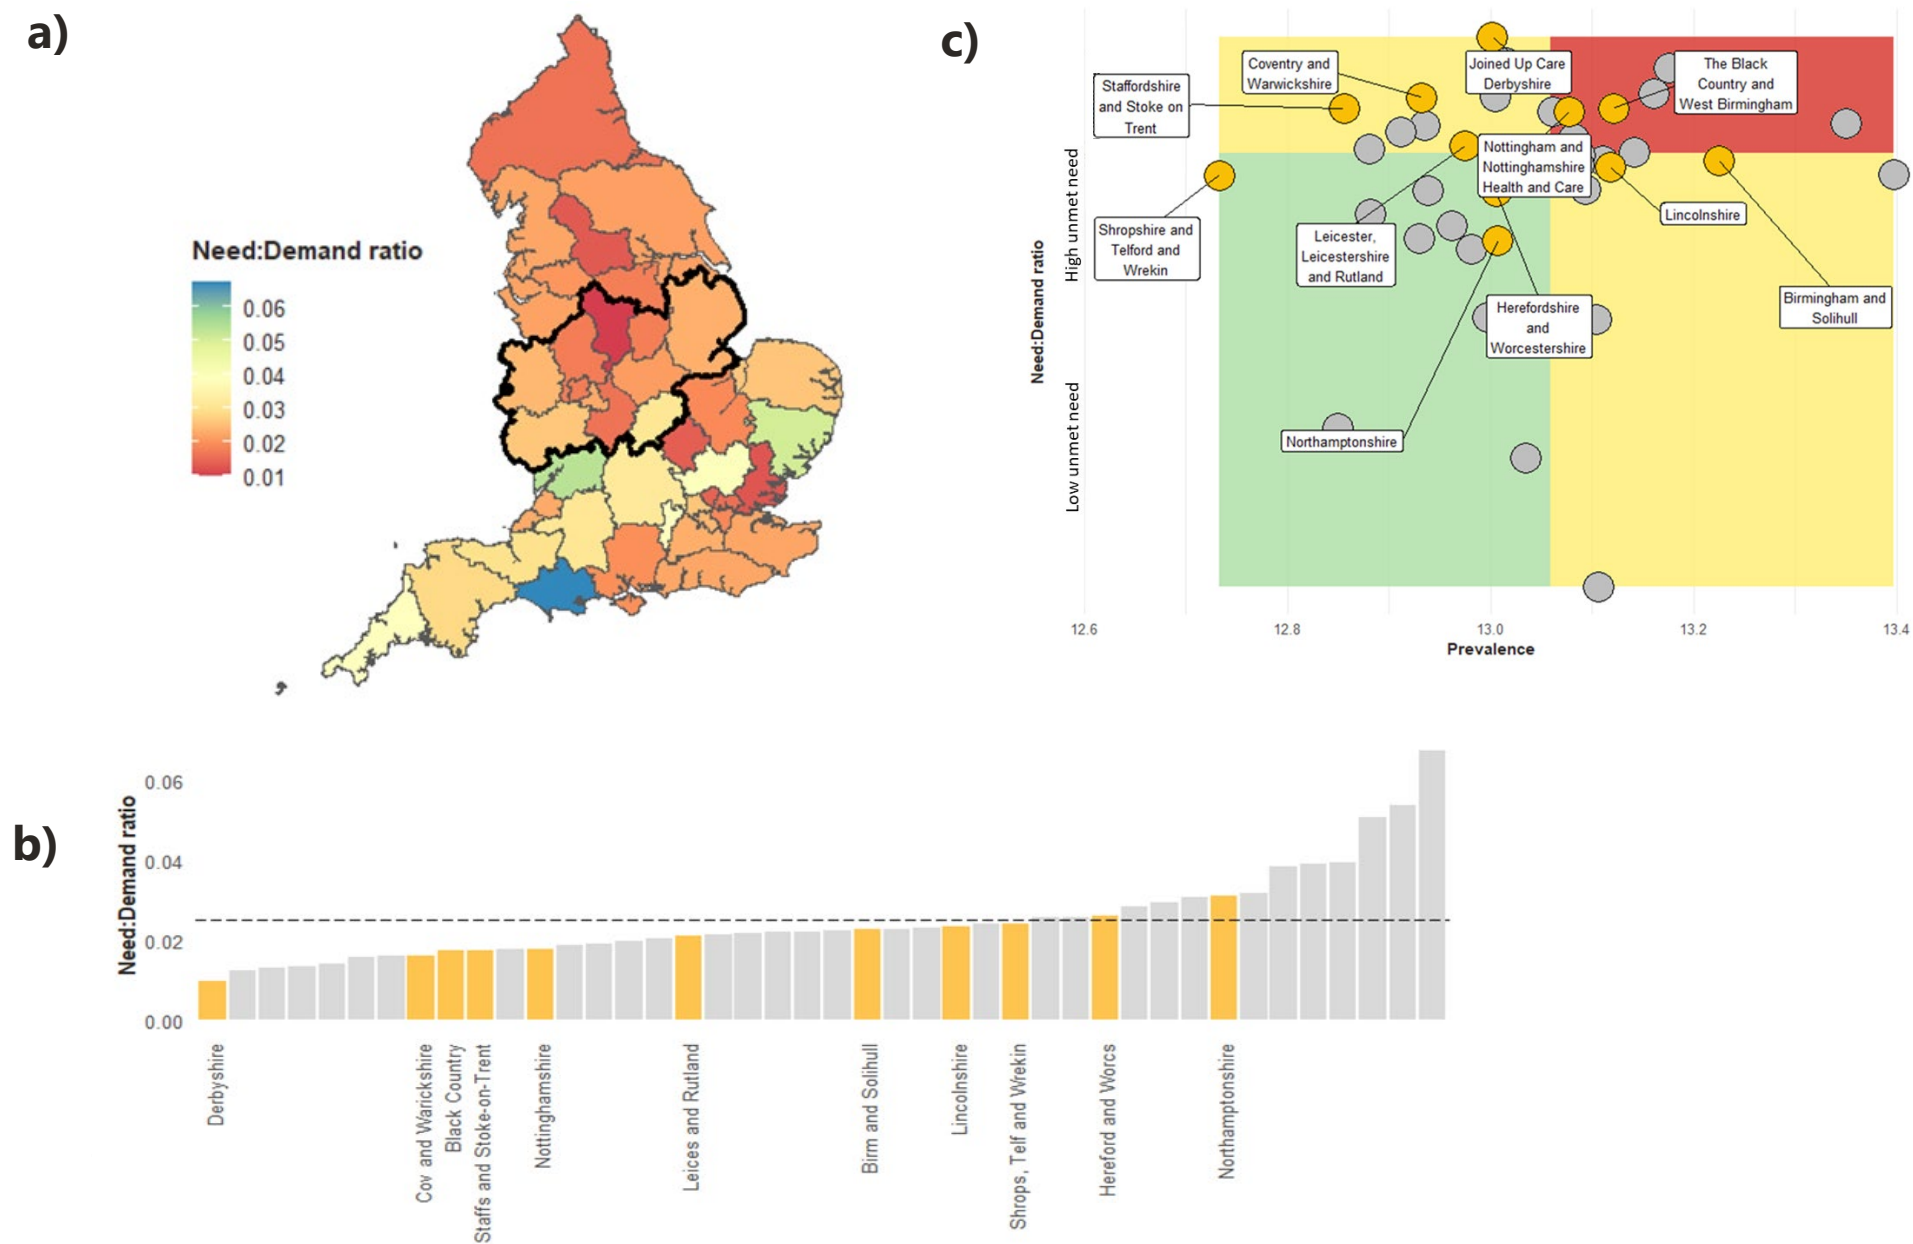 a)
Need:Demand ratio
0.06
0.05
0.04
0.03
0.02
0.01
c)
Coventry and
Warwickshire
Joined Up Care
Derbyshire
The Black
Country and
West Birmingham
Staffordshire
and Stoke on
Trent
Nottingham and
Nottinghamshire
Health and Care
Lincolnshire
Shropshire and
Telford and
Wrekin
Leicester,
Leicestershire
and Rutland
Birmingham and
Solihull
Herefordshire
and
Worcestershire
Northamptonshire
Need:Demand ratio
High unmet need
Low unmet need
12.6
12.8
13.0
13.2
13.4
Prevalence
b)
Need:Demand ratio
0.06
0.04
0.02
0.00
Derbyshire
Cov and Warickshire
Black Country
Staffs and Stoke-on-Trent
Nottinghamshire
Leices and Rutland
Birm and Solihull
Lincolnshire
Shrops, Telf and Wrekin
Hereford and Worcs
Northamptonshire